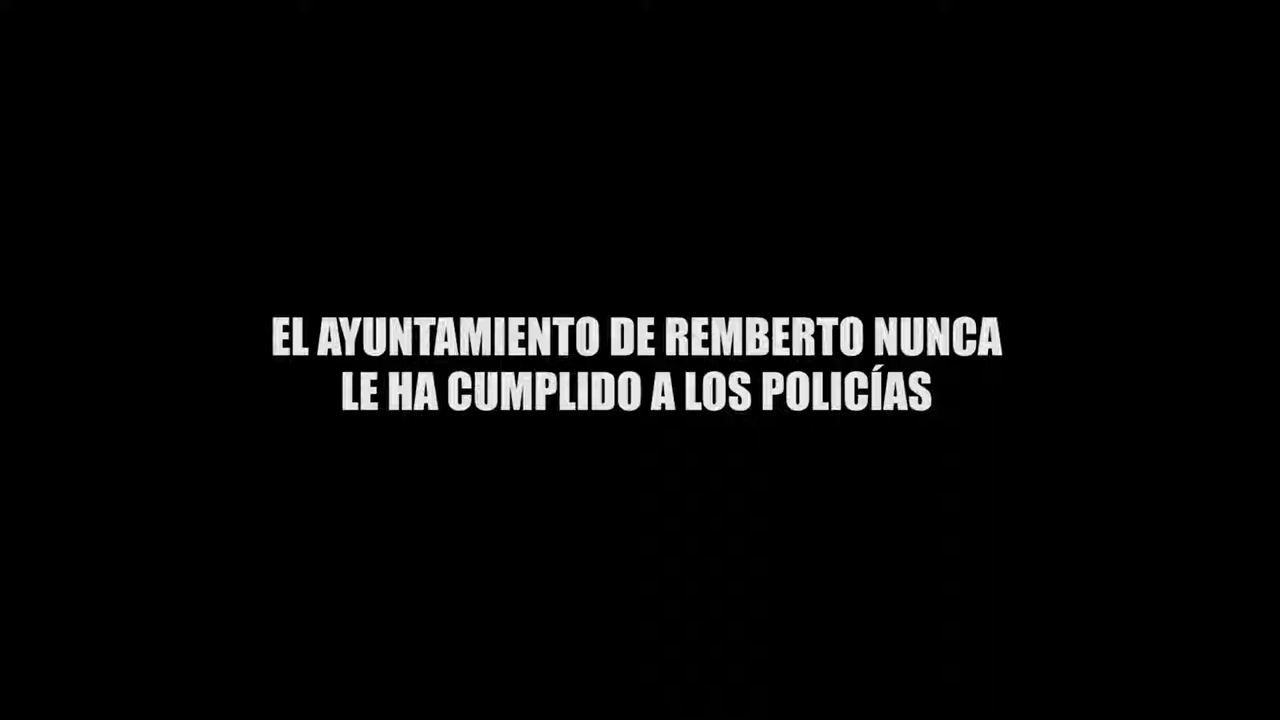 EL AYUNTAMIENTO DE REMBERTO NUNCA
LE HA CUMPLIDO A LOS POLICÍAS